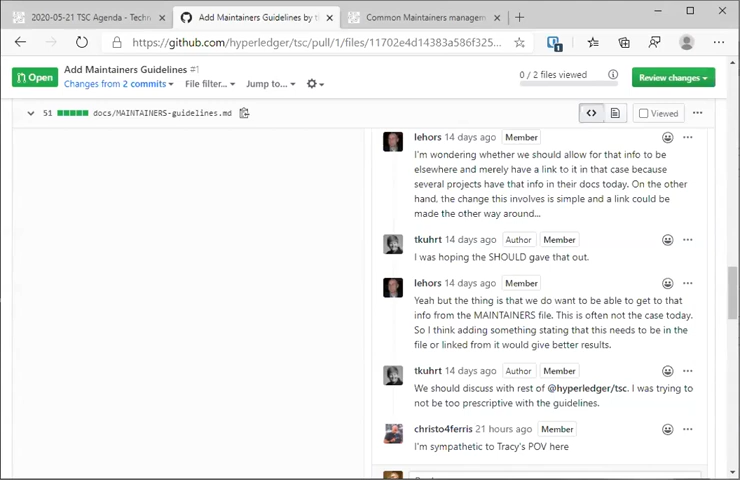 2020-05-21 TSC Agenda - Techn
Add Maintainers Guidelines by t
Common Maintainers managem
https://github.com/hyperledger/tsc/pull/1/files/11702e4d14383a586f325...
1
Open
Add Maintainers Guidelines #1
Changes from 2 commits
File filter...
Jump to...
0 / 2 files viewed
Review changes
51
docs/MAINTAINERS-guidelines.md
Viewed
lehors 14 days ago Member
I'm wondering whether we should allow for that info to be
elsewhere and merely have a link to it in that case because
several projects have that info in their docs today. On the other
hand, the change this involves is simple and a link could be
made the other way around...
tkuhrt 14 days ago Author Member
I was hoping the SHOULD gave that out.
lehors 14 days ago Member
Yeah but the thing is that we do want to be able to get to that
info from the MAINTAINERS file. This is often not the case today.
So I think adding something stating that this needs to be in the
file or linked from it would give better results.
tkuhrt 14 days ago Author Member
We should discuss with rest of @hyperledger/tsc. I was trying to
not be too prescriptive with the guidelines.
christo4ferris 21 hours ago Member
I'm sympathetic to Tracy's POV here